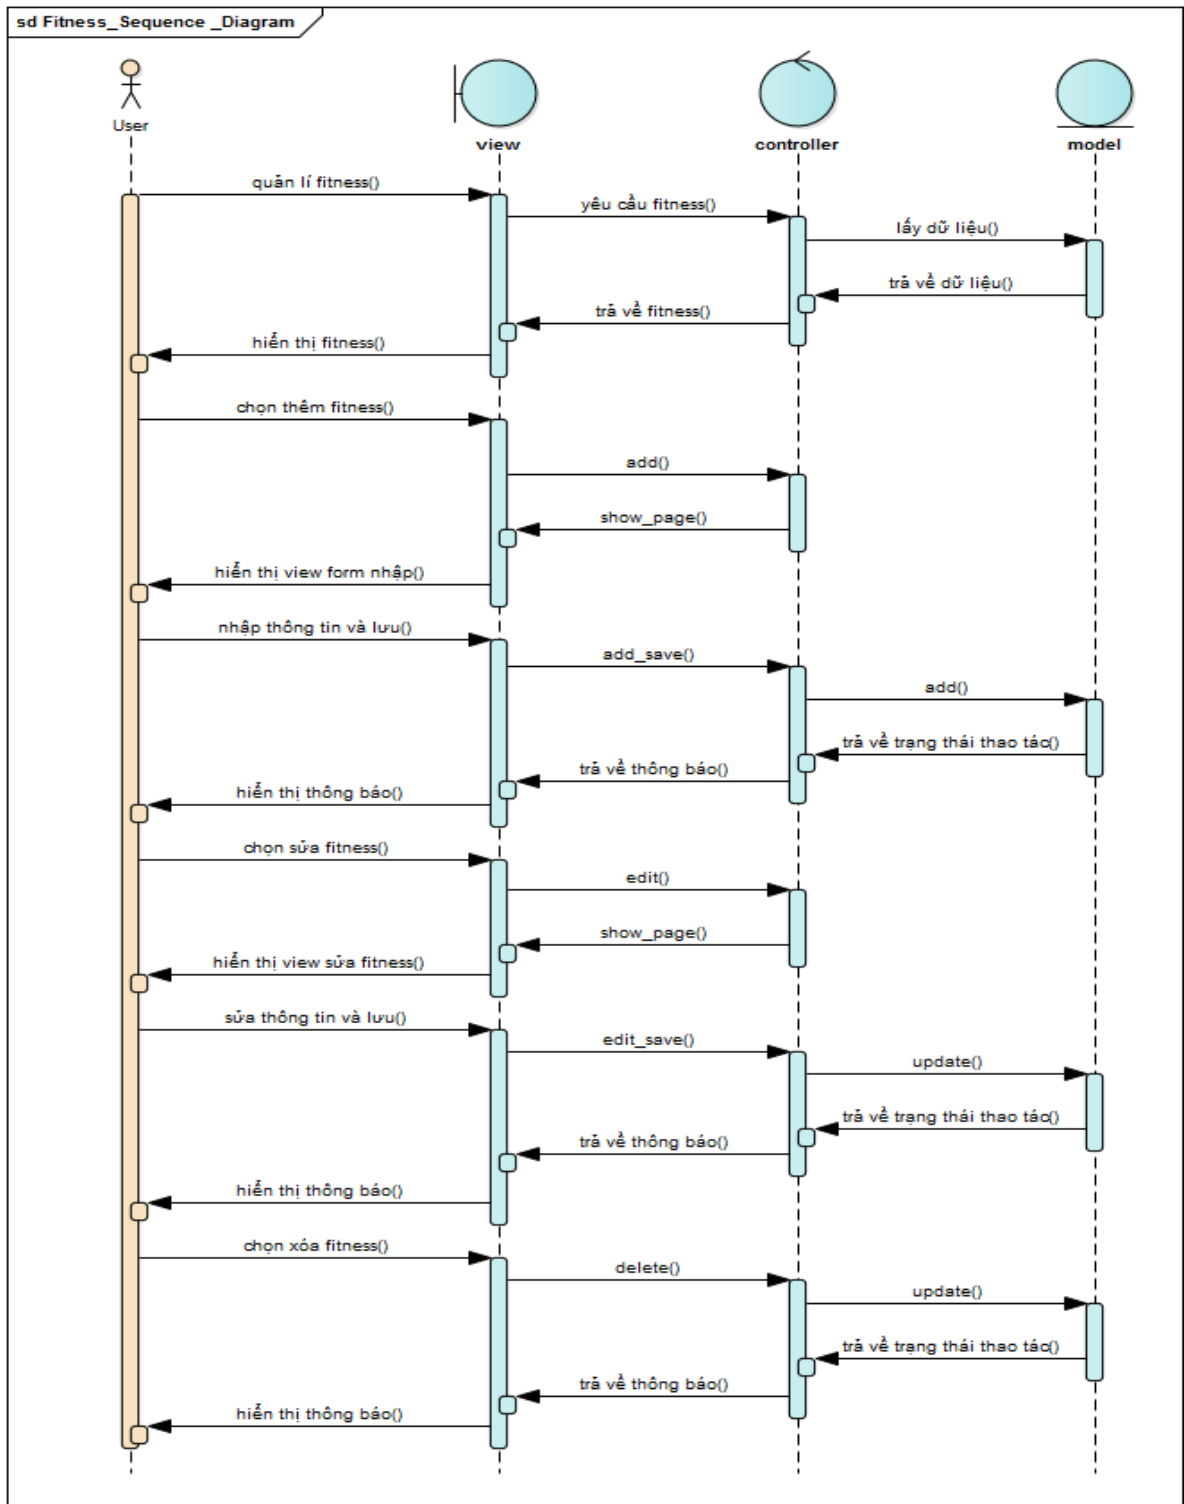 sd Fitness_Sequence _Diagram
User
view
controller
model
quản lí fitness()
yêu cầu fitness()
lấy dữ liệu()
trả về dữ liệu()
trả về fitness()
hiển thị fitness()
chọn thêm fitness()
add()
show_page()
hiển thị view form nhập()
nhập thông tin và lưu()
add_save()
add()
trả về trạng thái thao tác()
trả về thông báo()
hiển thị thông báo()
chọn sửa fitness()
edit()
show_page()
hiển thị view sửa fitness()
sửa thông tin và lưu()
edit_save()
update()
trả về trạng thái thao tác()
trả về thông báo()
hiển thị thông báo()
chọn xóa fitness()
delete()
update()
trả về trạng thái thao tác()
trả về thông báo()
hiển thị thông báo()